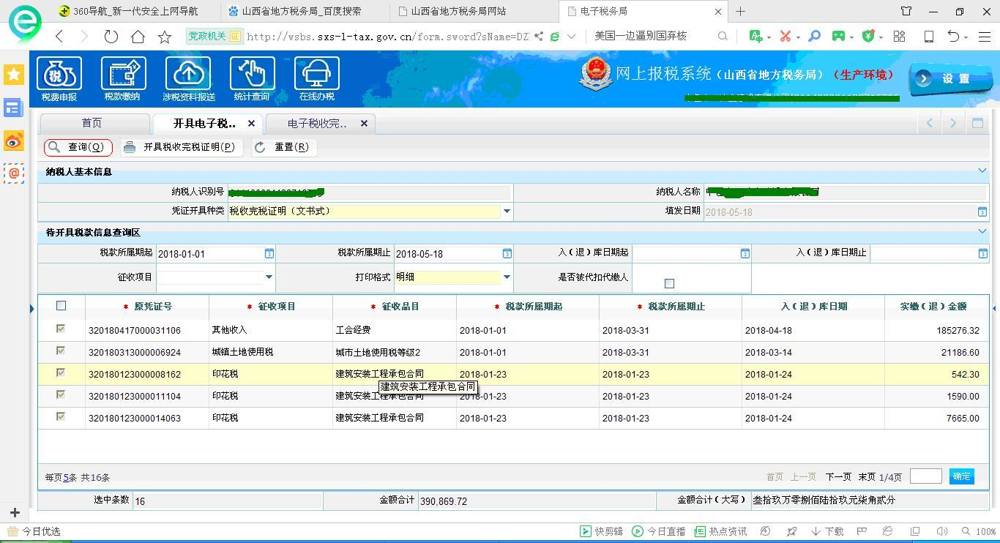 360导航_新一代安全上网导航 山西省地方税务局_百度搜索 山西省地方税务局网站 电子税务局
党政机关 证 http://wsbs.sxs-l-tax.gov.cn/form.sword?sName=DZ 美国一边逼别国弃核
税费申报 税款缴纳 涉税资料报送 统计查询 在线办税 网上报税系统（山西省地方税务局）（生产环境） 设置
首页 开具电子税.. 电子税收完..
查询(Q) 开具税收完税证明(P) 重置(R)
纳税人基本信息
纳税人识别号 纳税人名称
凭证开具种类 税收完税证明（文书式） 填发日期 2018-05-18
待开具税款信息查询区
税款所属期起 2018-01-01 税款所属期止 2018-05-18 入（退）库日期起 入（退）库日期止
征收项目 打印格式 明细 是否被代扣代缴人
* 原凭证号 * 征收项目 * 征收品目 * 税款所属期起 * 税款所属期止 入（退）库日期 实缴（退）金额
320180417000031106 其他收入 工会经费 2018-01-01 2018-03-31 2018-04-18 185276.32
320180313000006924 城镇土地使用税 城市土地使用税等级2 2018-01-01 2018-03-31 2018-03-14 21186.60
320180123000008162 印花税 建筑安装工程承包合同 2018-01-23 2018-01-23 2018-01-24 542.30
建筑安装工程承包合同
320180123000011104 印花税 建筑安装工程承包合同 2018-01-23 2018-01-23 2018-01-24 1590.00
320180123000014063 印花税 建筑安装工程承包合同 2018-01-23 2018-01-23 2018-01-24 7665.00
每页5条 共16条 首页 上一页 下一页 末页 1/4页 确定
选中条数 16 金额合计 390,869.72 金额合计（大写） 叁拾玖万零捌佰陆拾玖元柒角贰分
今日优选 快剪辑 今日直播 热点资讯 下载 100%